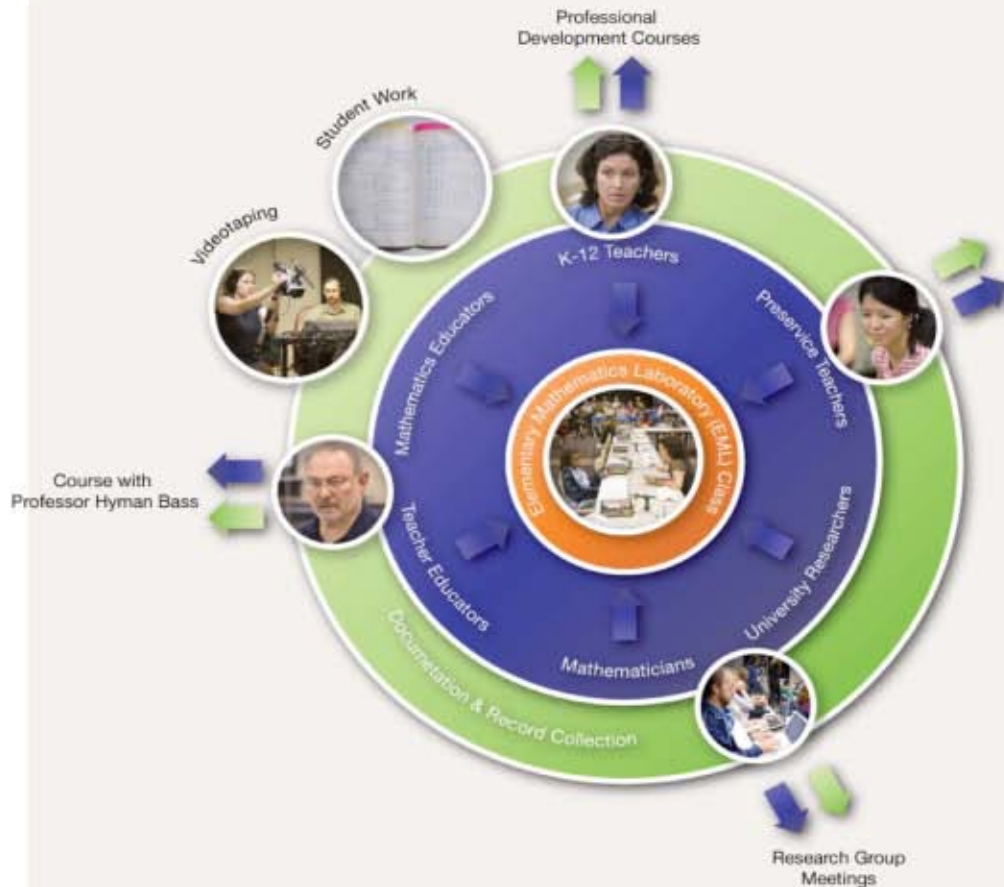 Professional
Development Courses
Student Work
Videotaping
K-12 Teachers
Mathematics Educators
Preservice Teachers
Elementary Mathematics Laboratory (EML) Class
Course with
Professor Hyman Bass
Teacher Educators
University Researchers
Mathematicians
Documetation & Record Collection
Research Group
Meetings